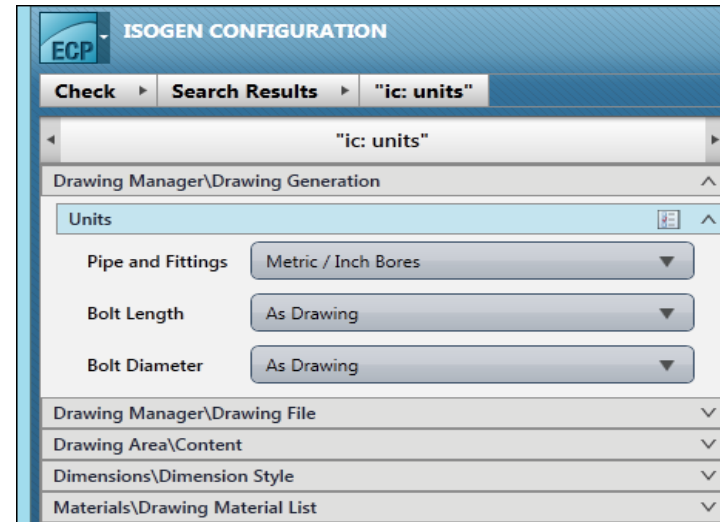 ISOGEN CONFIGURATION
ECP
Check Search Results "ic: units"
"ic: units"
Drawing Manager\Drawing Generation
Units
Pipe and Fittings Metric / Inch Bores
Bolt Length As Drawing
Bolt Diameter As Drawing
Drawing Manager\Drawing File
Drawing Area\Content
Dimensions\Dimension Style
Materials\Drawing Material List